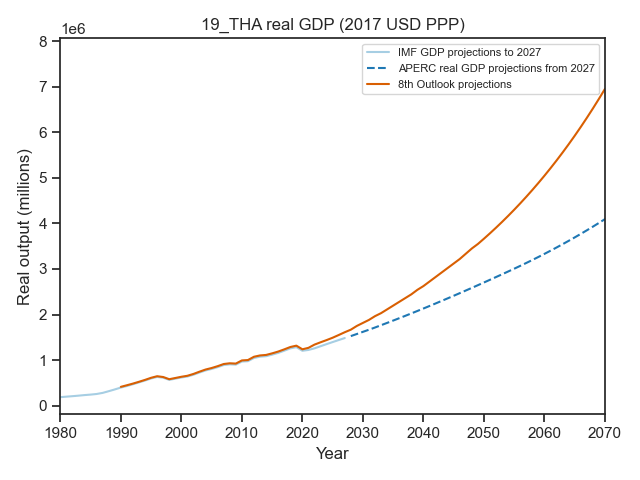 19_THA real GDP (2017 USD PPP)
1e6
IMF GDP projections to 2027
APERC real GDP projections from 2027
8th Outlook projections
8
7
6
5
4
3
2
1
0
Real output (millions)
1980 1990 2000 2010 2020 2030 2040 2050 2060 2070
Year